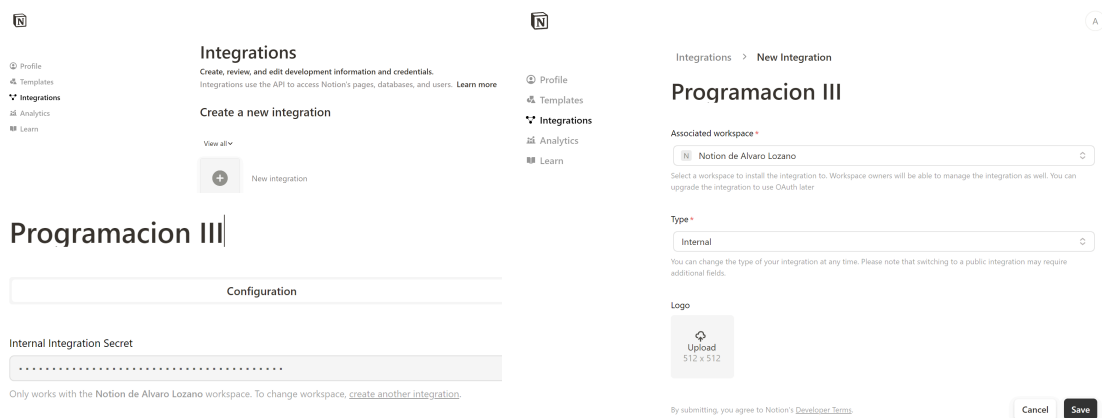 N
Profile
Templates
Integrations
Analytics
Learn
Integrations
Create, review, and edit development information and credentials.
Integrations use the API to access Notion's pages, databases, and users. Learn more
Create a new integration
View all
New integration
Programacion III
Configuration
Internal Integration Secret
Only works with the Notion de Alvaro Lozano workspace. To change workspace, create another integration.
N
A
Profile
Templates
Integrations
Analytics
Learn
Integrations > New Integration
Programacion III
Associated workspace *
N Notion de Alvaro Lozano
Select a workspace to install the integration to. Workspace owners will be able to manage the integration as well. You can
upgrade the integration to use OAuth later
Type *
Internal
You can change the type of your integration at any time. Please note that switching to a public integration may require
additional fields.
Logo
Upload
512 x 512
By submitting, you agree to Notion's Developer Terms.
Cancel
Save